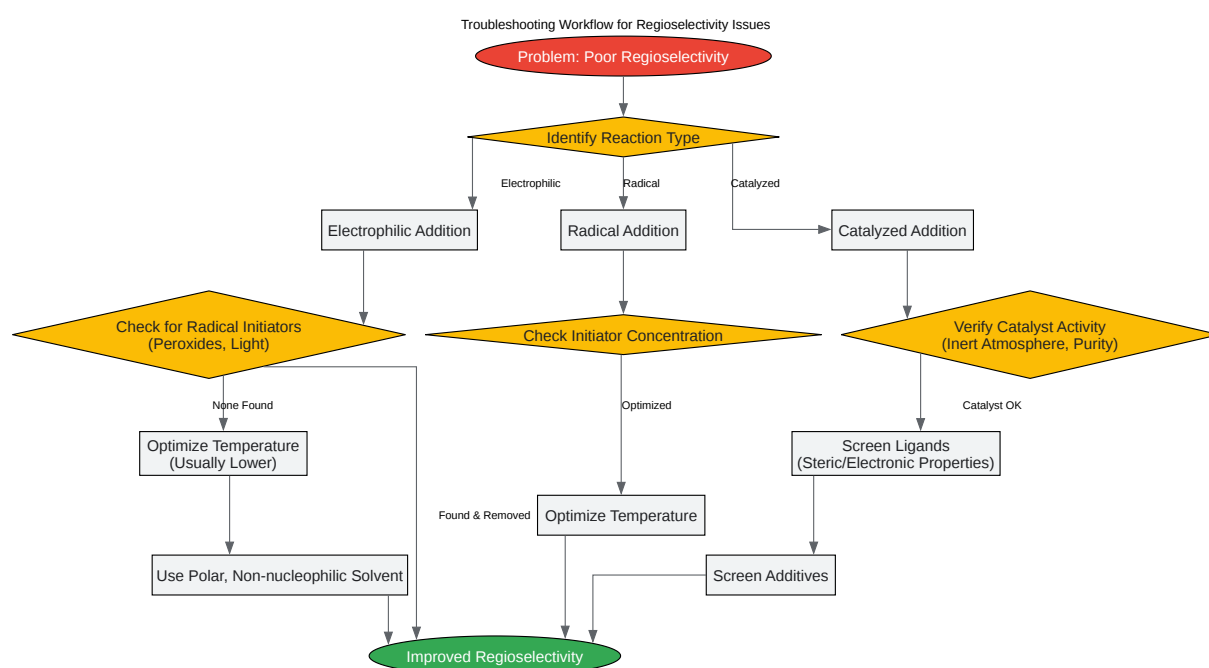 Troubleshooting Workflow for Regioselectivity Issues
Problem: Poor Regioselectivity
Identify Reaction Type
Electrophilic
Radical
Catalyzed
Electrophilic Addition
Radical Addition
Catalyzed Addition
Check for Radical Initiators
(Peroxides, Light)
Check Initiator Concentration
Verify Catalyst Activity
(Inert Atmosphere, Purity)
None Found
Optimized
Catalyst OK
Optimize Temperature
(Usually Lower)
Screen Ligands
(Steric/Electronic Properties)
Found & Removed
Optimize Temperature
Use Polar, Non-nucleophilic Solvent
Screen Additives
Improved Regioselectivity